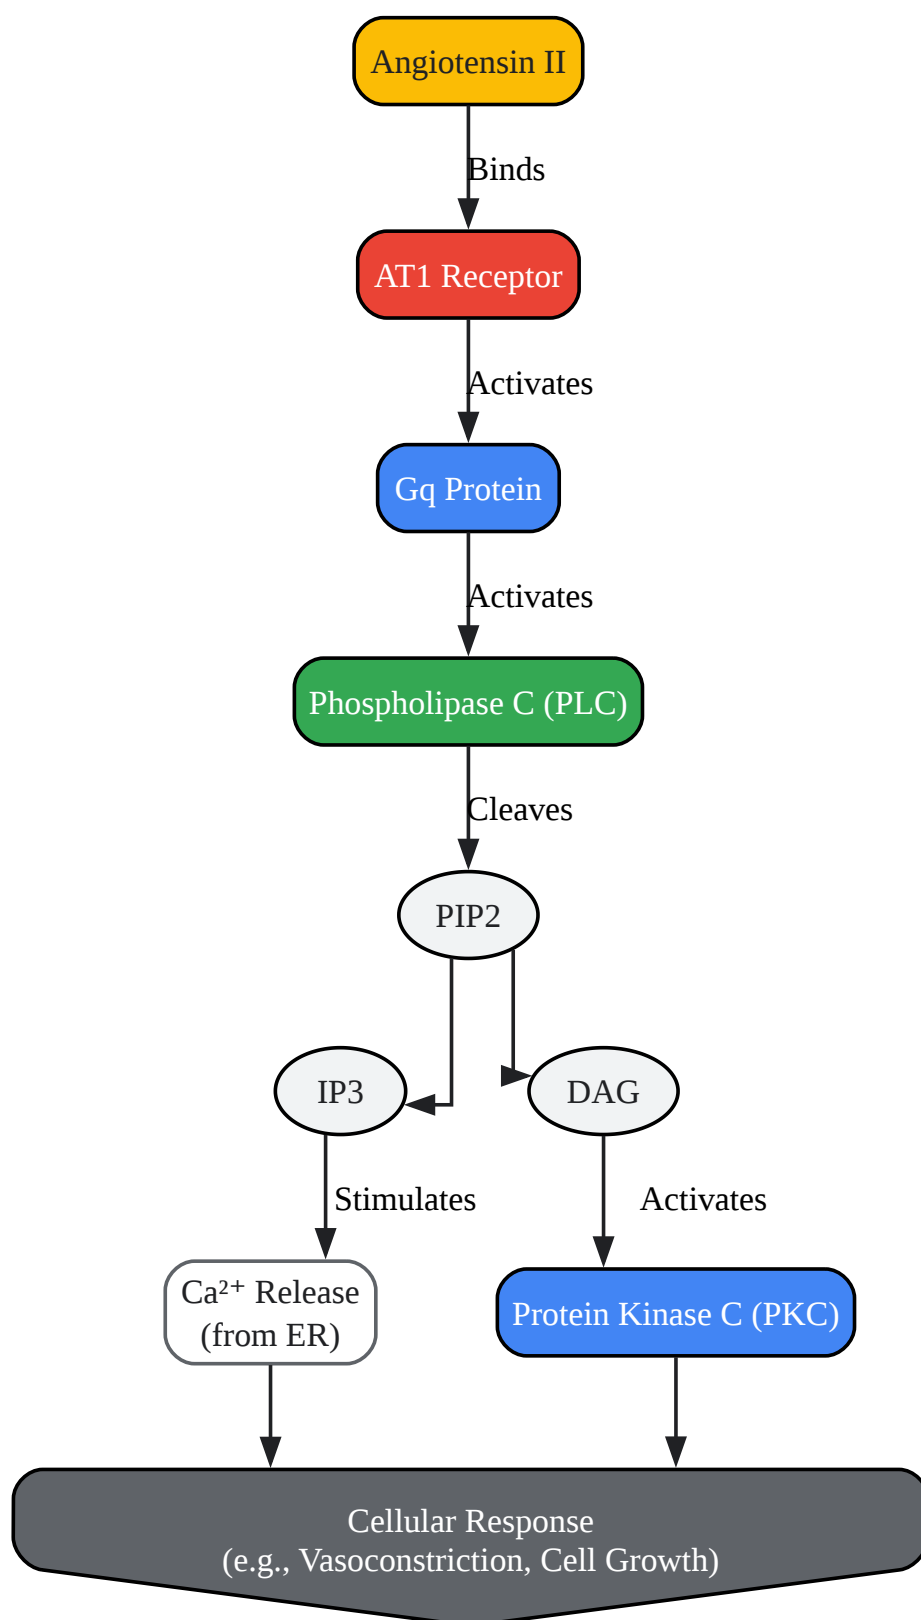 Angiotensin II
Binds
AT1 Receptor
Activates
Gq Protein
Activates
Phospholipase C (PLC)
Cleaves
PIP2
IP3
DAG
Stimulates
Activates
Ca²⁺ Release
(from ER)
Protein Kinase C (PKC)
Cellular Response
(e.g., Vasoconstriction, Cell Growth)